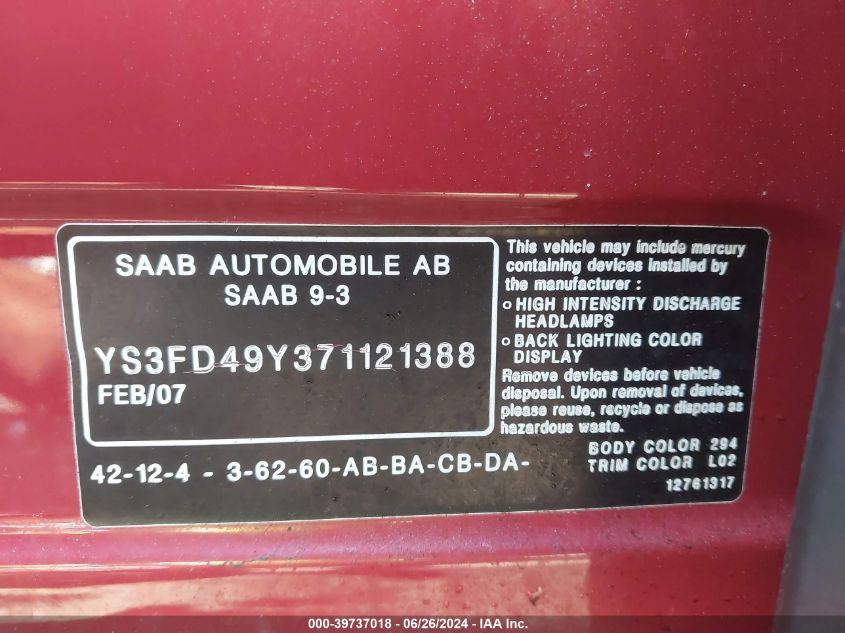 SAAB AUTOMOBILE AB
SAAB 9-3
YS3FD49Y371121388
FEB/07
42-12-4 - 3-62-60-AB-BA-CB-DA-
This vehicle may include mercury
containing devices installed by
the manufacturer :
o HIGH INTENSITY DISCHARGE
HEADLAMPS
o BACK LIGHTING COLOR
DISPLAY
Remove devices before vehicle
disposal. Upon removal of devices,
please reuse, recycle or dispose as
hazardous waste.
BODY COLOR 294
TRIM COLOR L02
12761317
000-39737018 - 06/26/2024 - IAA, Inc.